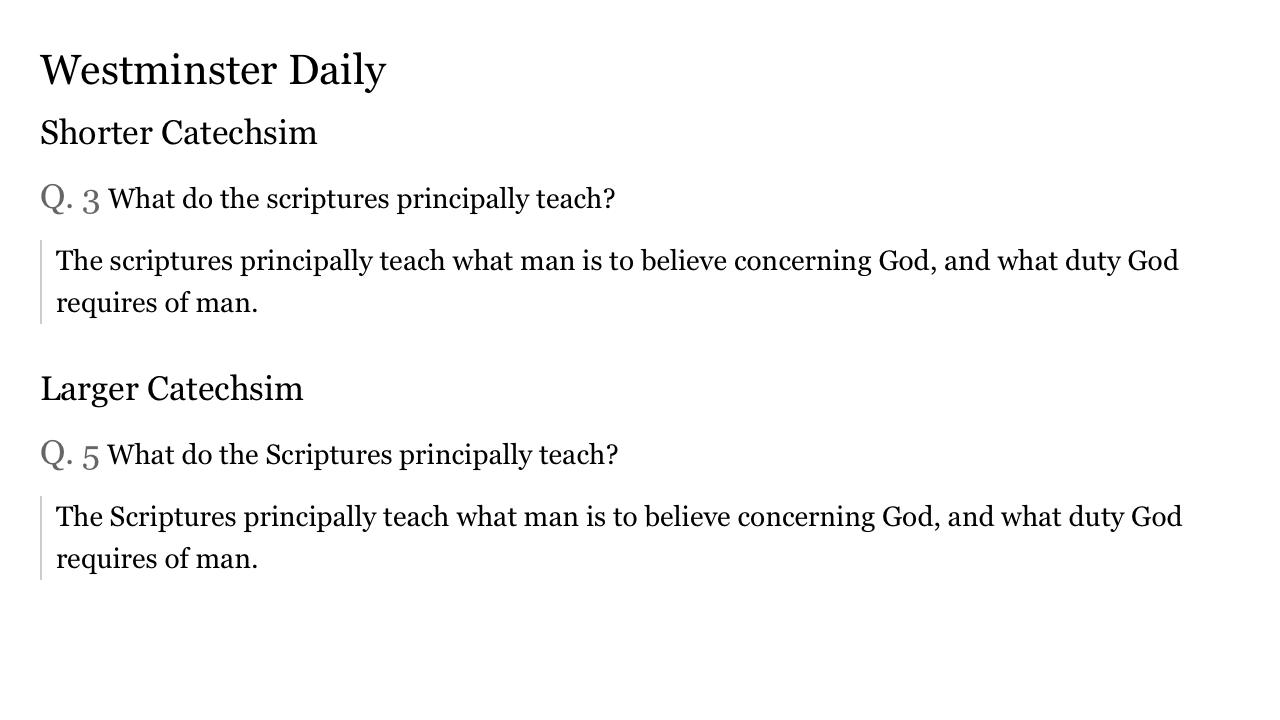 Westminster Daily
Shorter Catechsim
Q. 3 What do the scriptures principally teach?
The scriptures principally teach what man is to believe concerning God, and what duty God
requires of man.
Larger Catechsim
Q. 5 What do the Scriptures principally teach?
The Scriptures principally teach what man is to believe concerning God, and what duty God
requires of man.